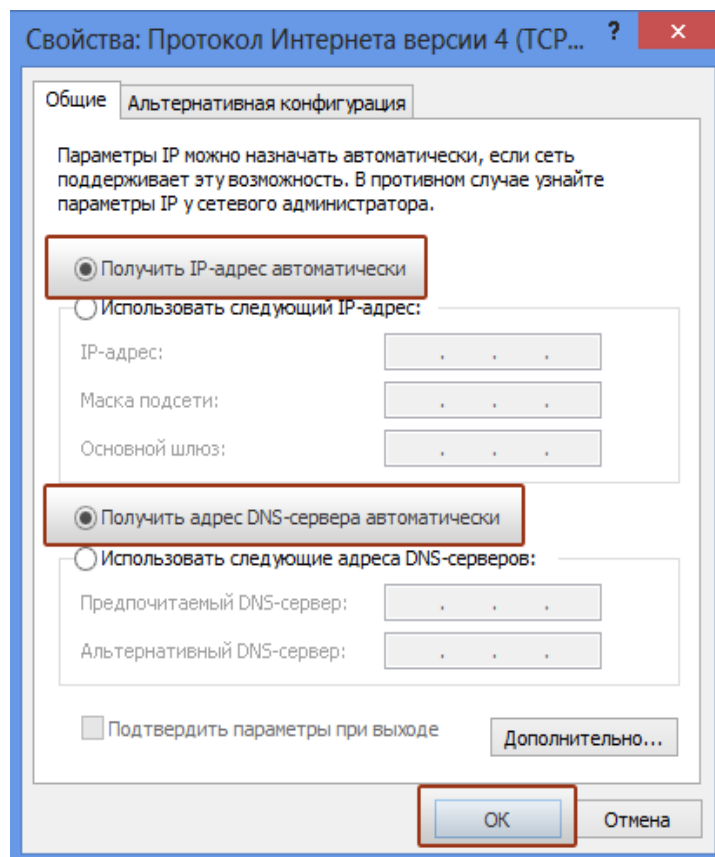 Свойства: Протокол Интернета версии 4 (TCP...
?
×
Общие
Альтернативная конфигурация
Параметры IP можно назначать автоматически, если сеть
поддерживает эту возможность. В противном случае узнайте
параметры IP у сетевого администратора.
Получить IP-адрес автоматически
Использовать следующий IP-адрес:
IP-адрес: . . .
Маска подсети: . . .
Основной шлюз: . . .
Получить адрес DNS-сервера автоматически
Использовать следующие адреса DNS-серверов:
Предпочитаемый DNS-сервер: . . .
Альтернативный DNS-сервер: . . .
Подтвердить параметры при выходе
Дополнительно...
ОК
Отмена